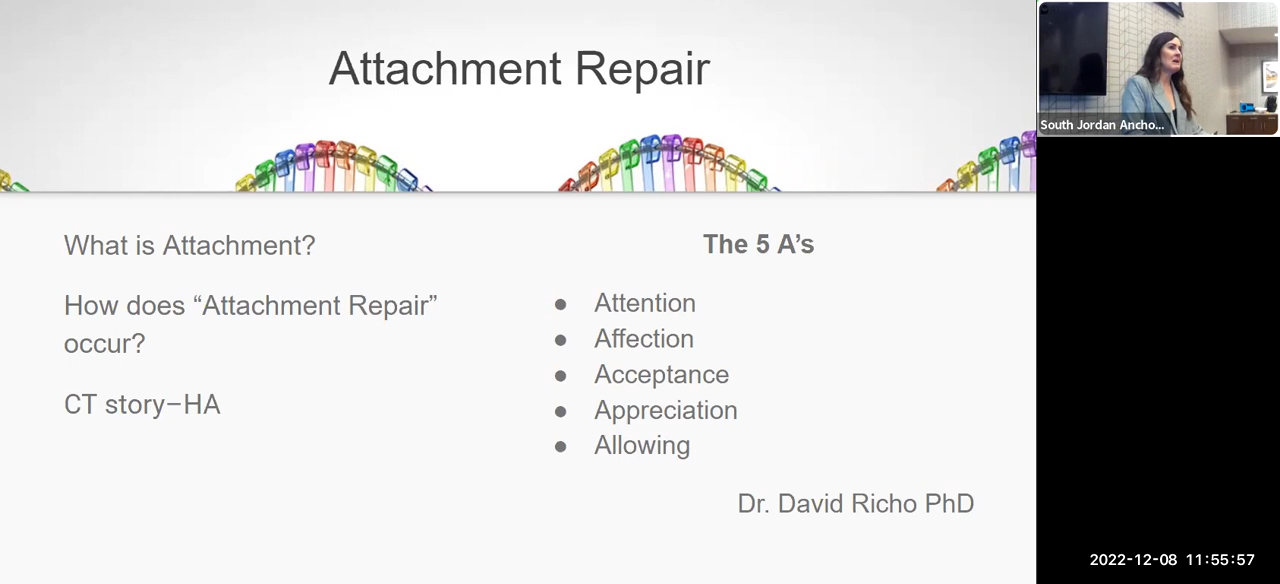 Attachment Repair
South Jordan Ancho...
What is Attachment?
How does “Attachment Repair”
occur?
CT story–HA
The 5 A’s
● Attention
● Affection
● Acceptance
● Appreciation
● Allowing
Dr. David Richo PhD
2022-12-08 11:55:57